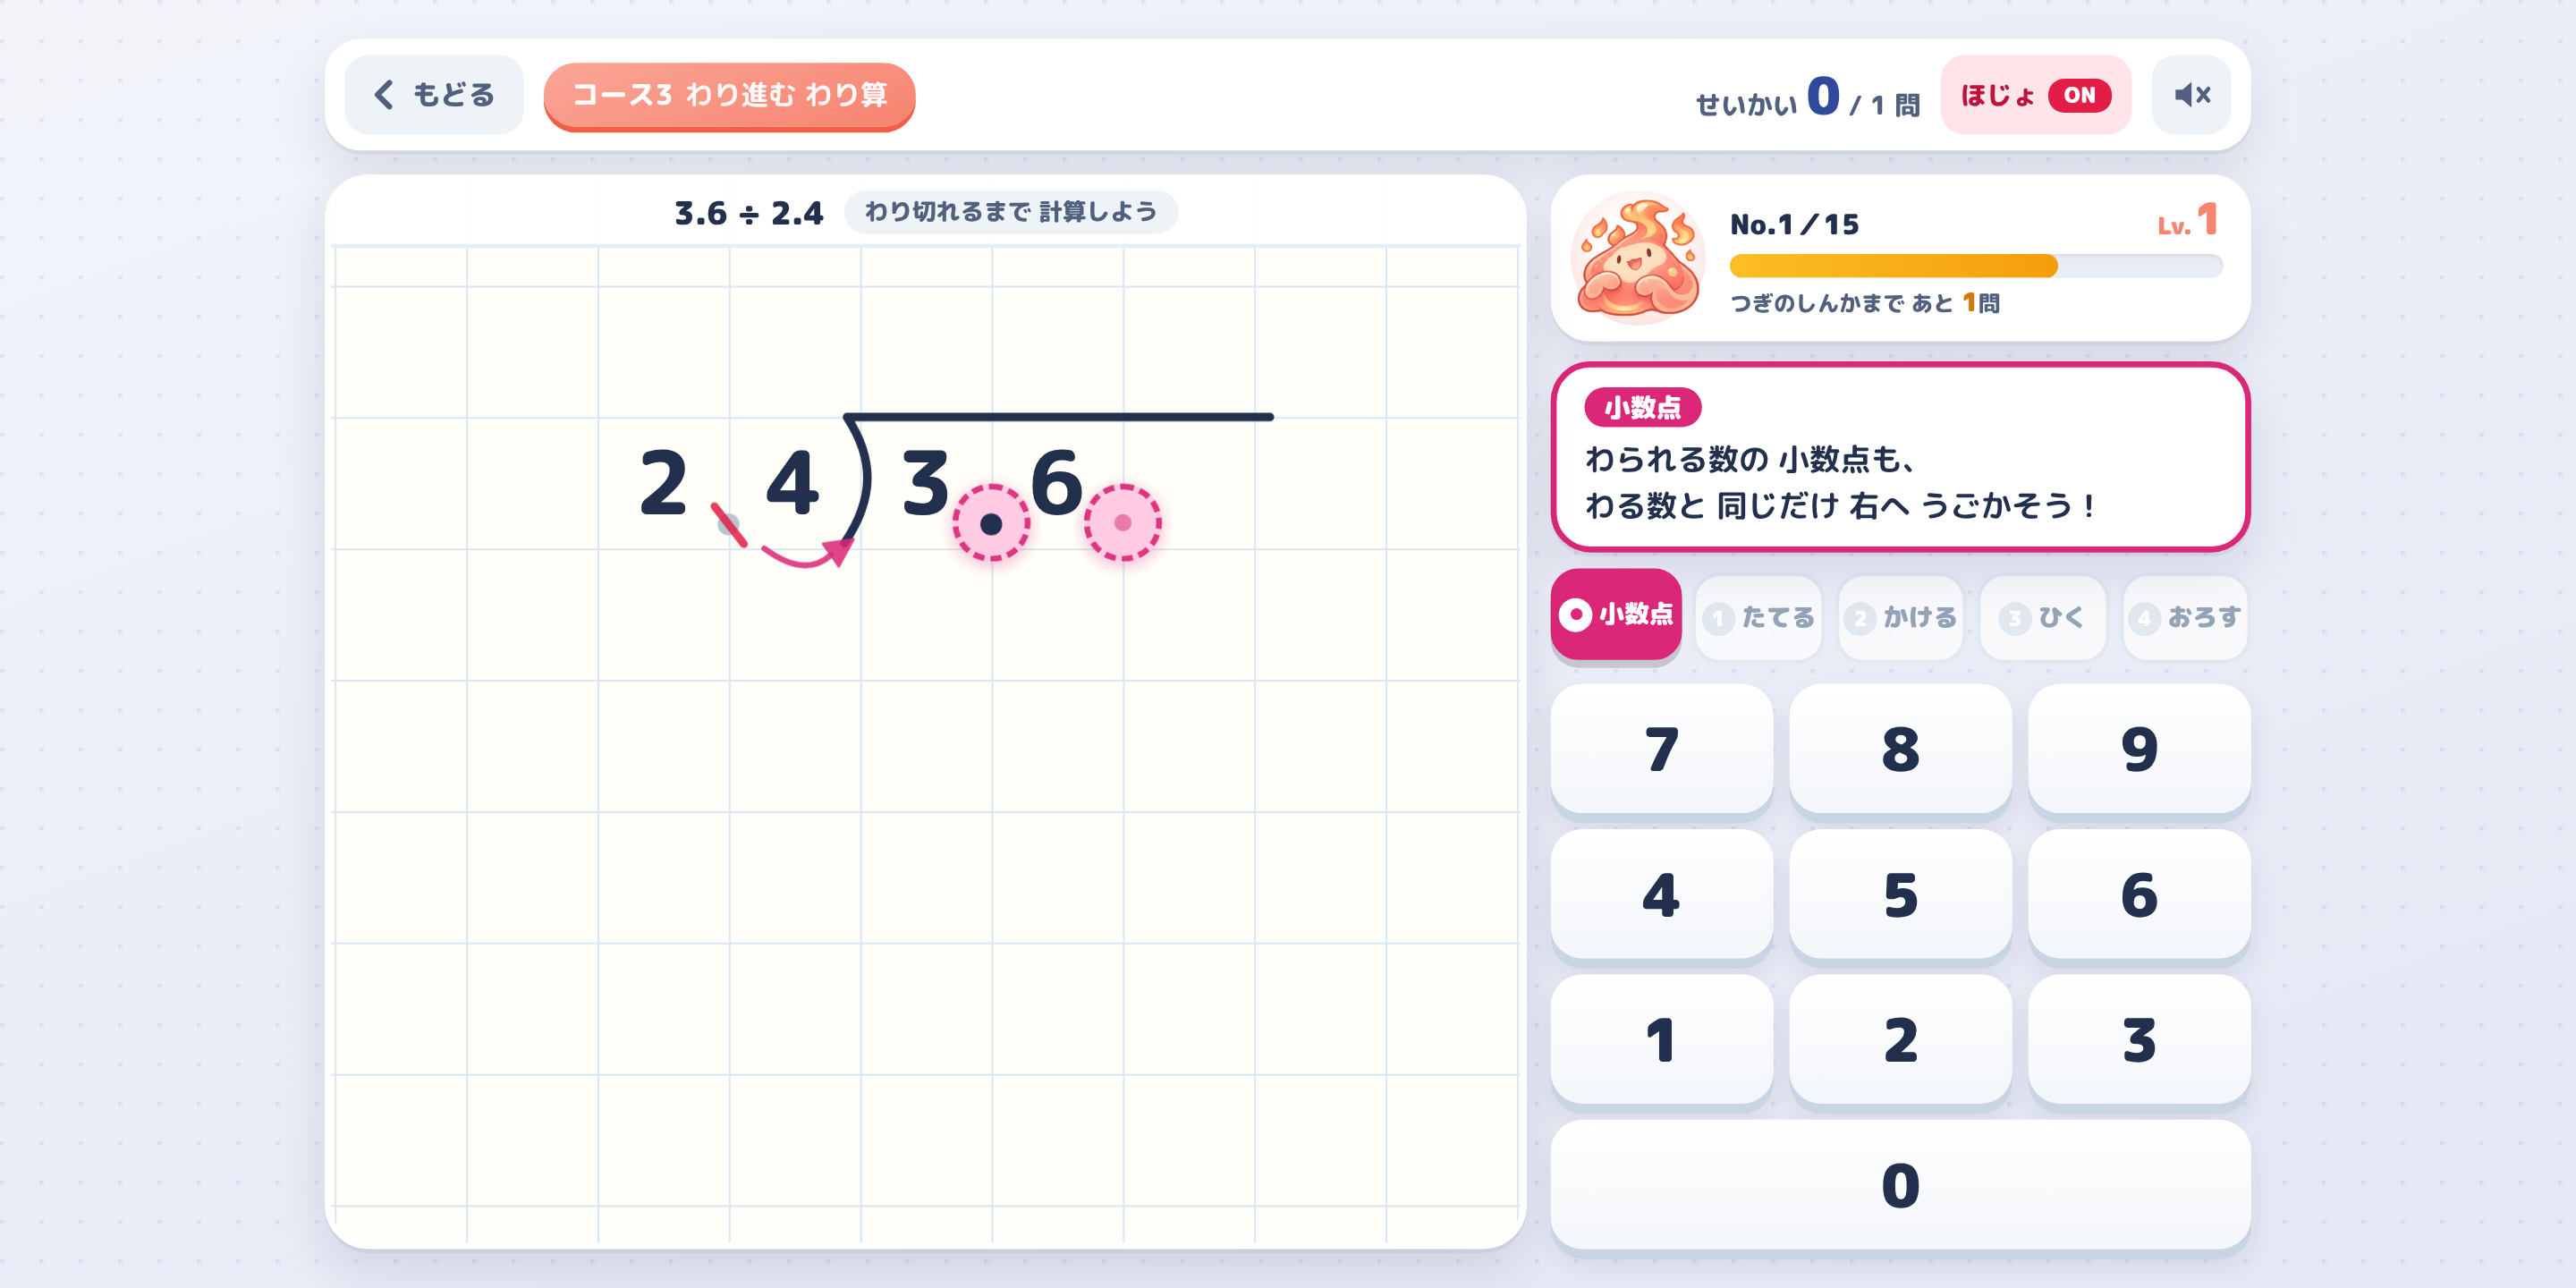 もどる
コース3 わり進む わり算
せいかい 0 / 1 問
ほじょ ON
3.6 ÷ 2.4 わり切れるまで 計算しよう
No.1／15
Lv.1
つぎのしんかまで あと 1問
2.4 3.6
小数点
わられる数の 小数点も、
わる数と 同じだけ 右へ うごかそう！
小数点
1 たてる
2 かける
3 ひく
4 おろす
7 8 9
4 5 6
1 2 3
0